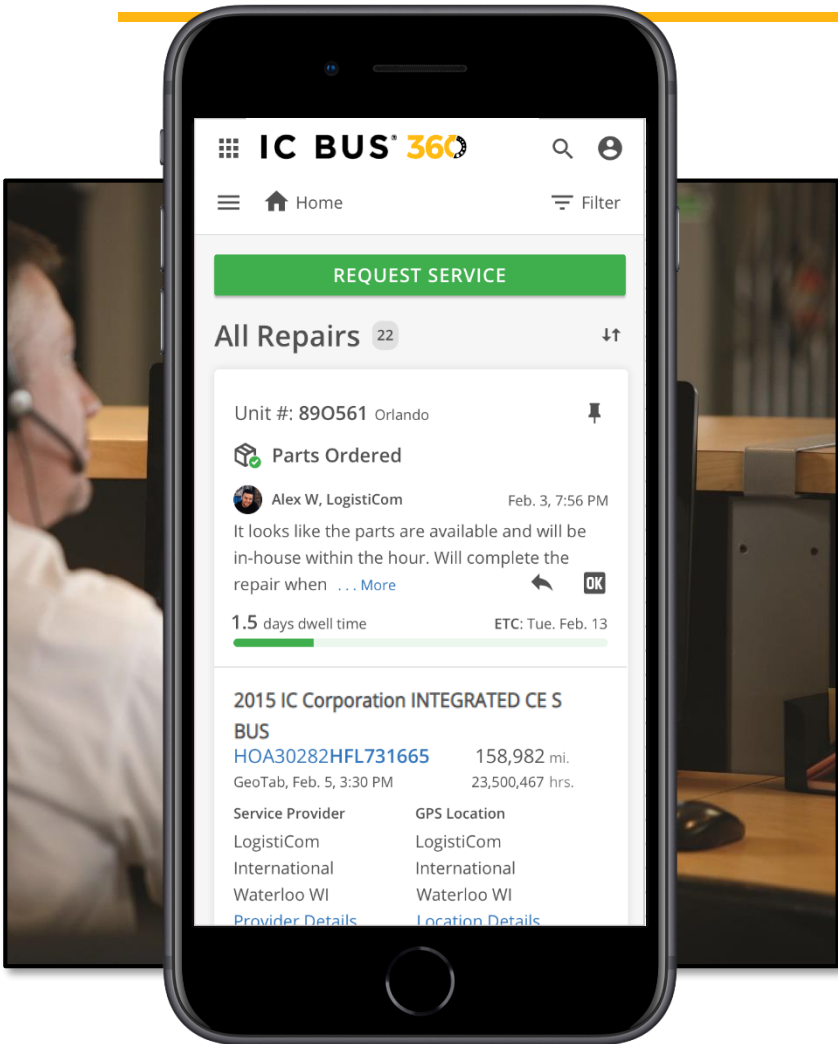 IC BUS® 360
Home
Filter
REQUEST SERVICE
All Repairs 22
Unit #: 89O561 Orlando
Parts Ordered
Alex W, LogistiCom Feb. 3, 7:56 PM
It looks like the parts are available and will be
in-house within the hour. Will complete the
repair when ... More
OK
1.5 days dwell time ETC: Tue. Feb. 13
2015 IC Corporation INTEGRATED CE S
BUS
HOA30282HFL731665 158,982 mi.
GeoTab, Feb. 5, 3:30 PM 23,500,467 hrs.
Service Provider GPS Location
LogistiCom LogistiCom
International International
Waterloo WI Waterloo WI
Provider Details Location Details